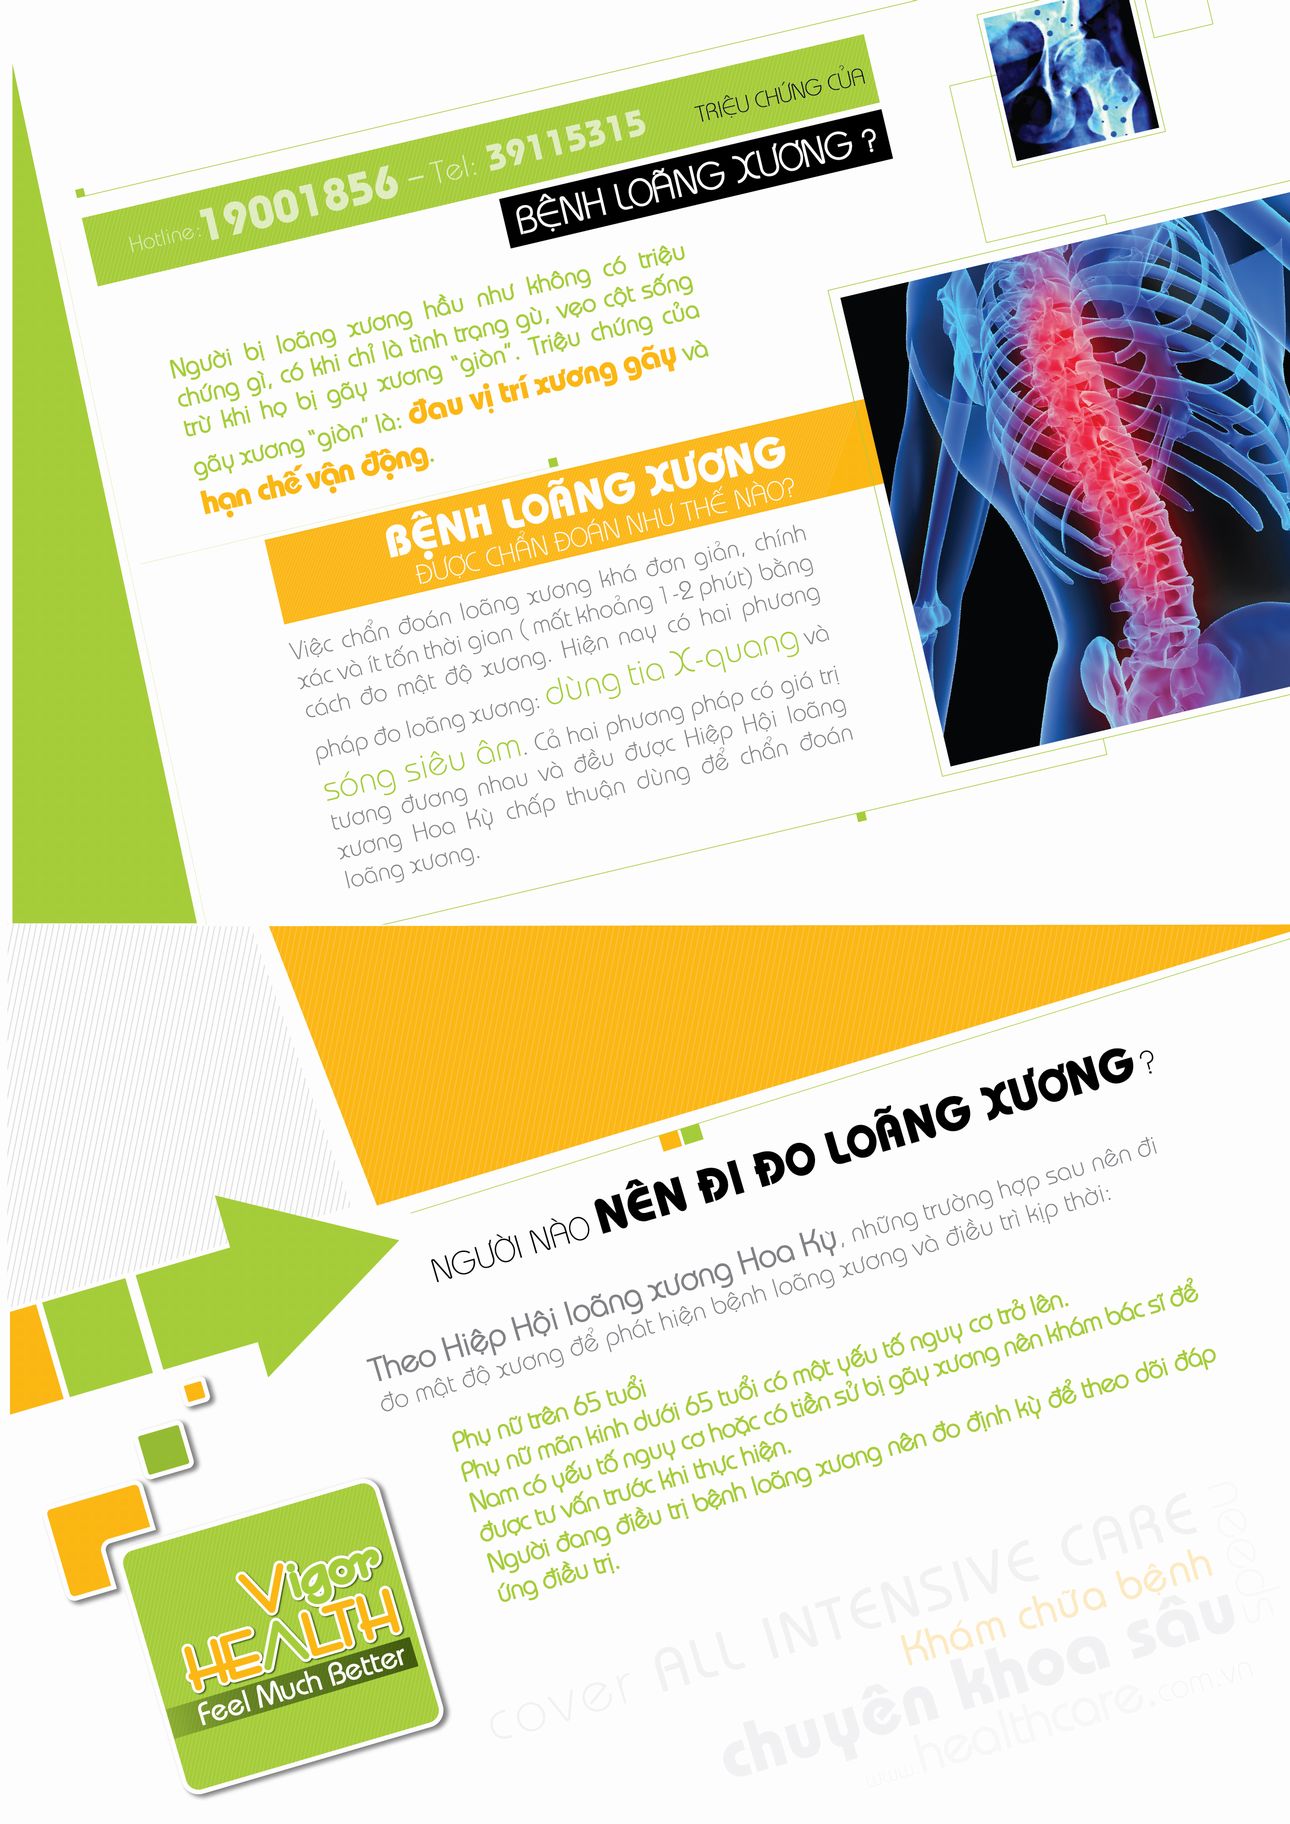 Hotline: 19001856 – Tel: 39115315
TRIỆU CHỨNG CỦA
BỆNH LOÃNG XƯƠNG ?
Người bị loãng xương hầu như không có triệu
chứng gì, có khi chỉ là tình trạng gù, vẹo cột sống
trừ khi họ bị gãy xương “giòn”. Triệu chứng của
gãy xương “giòn” là: đau vị trí xương gãy và
hạn chế vận động.
BỆNH LOÃNG XƯƠNG
ĐƯỢC CHẨN ĐOÁN NHƯ THẾ NÀO?
Việc chẩn đoán loãng xương khá đơn giản, chính
xác và ít tốn thời gian ( mất khoảng 1-2 phút) bằng
cách đo mật độ xương. Hiện nay có hai phương
pháp đo loãng xương: dùng tia X-quang và
sóng siêu âm. Cả hai phương pháp có giá trị
tương đương nhau và đều được Hiệp Hội loãng
xương Hoa Kỳ chấp thuận dùng để chẩn đoán
loãng xương.
NGƯỜI NÀO NÊN ĐI ĐO LOÃNG XƯƠNG ?
Theo Hiệp Hội loãng xương Hoa Kỳ, những trường hợp sau nên đi
đo mật độ xương để phát hiện bệnh loãng xương và điều trì kịp thời:
Phụ nữ trên 65 tuổi
Phụ nữ mãn kinh dưới 65 tuổi có một yếu tố nguy cơ trở lên.
Nam có yếu tố nguy cơ hoặc có tiền sử bị gãy xương nên khám bác sĩ để
được tư vấn trước khi thực hiện.
Người đang điều trị bệnh loãng xương nên đo định kỳ để theo dõi đáp
ứng điều trị.
Vigor
HEALTH
Feel Much Better
cover ALL INTENSIVE CARE
Khám chữa bệnh
chuyên khoa sâu
www.healthcare.com.vn